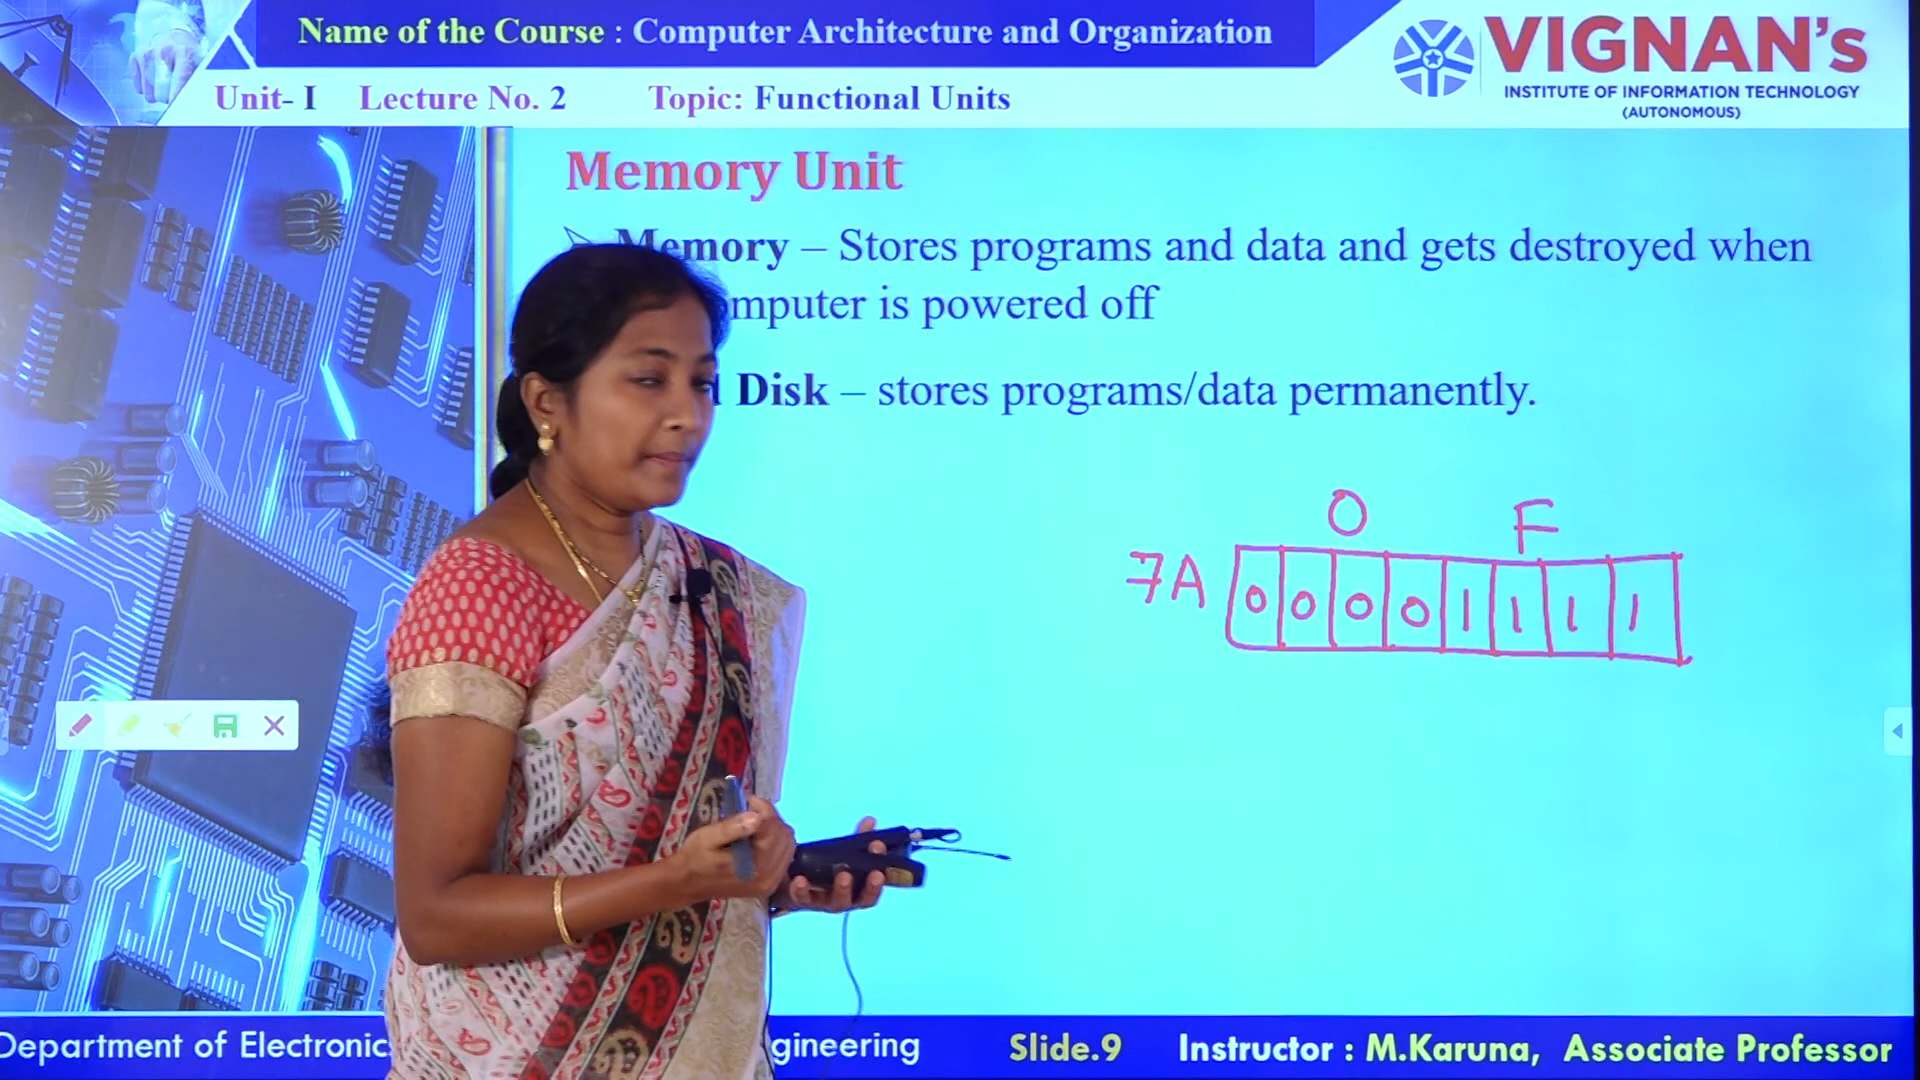 Name of the Course : Computer Architecture and Organization
VIGNAN's
INSTITUTE OF INFORMATION TECHNOLOGY
(AUTONOMOUS)
Unit- I Lecture No. 2 Topic: Functional Units
Memory Unit
Memory – Stores programs and data and gets destroyed when
mputer is powered off
Disk – stores programs/data permanently.
0 F
7A 0 0 0 0 1 1 1 1
Department of Electronic gineering Slide.9 Instructor : M.Karuna, Associate Professor